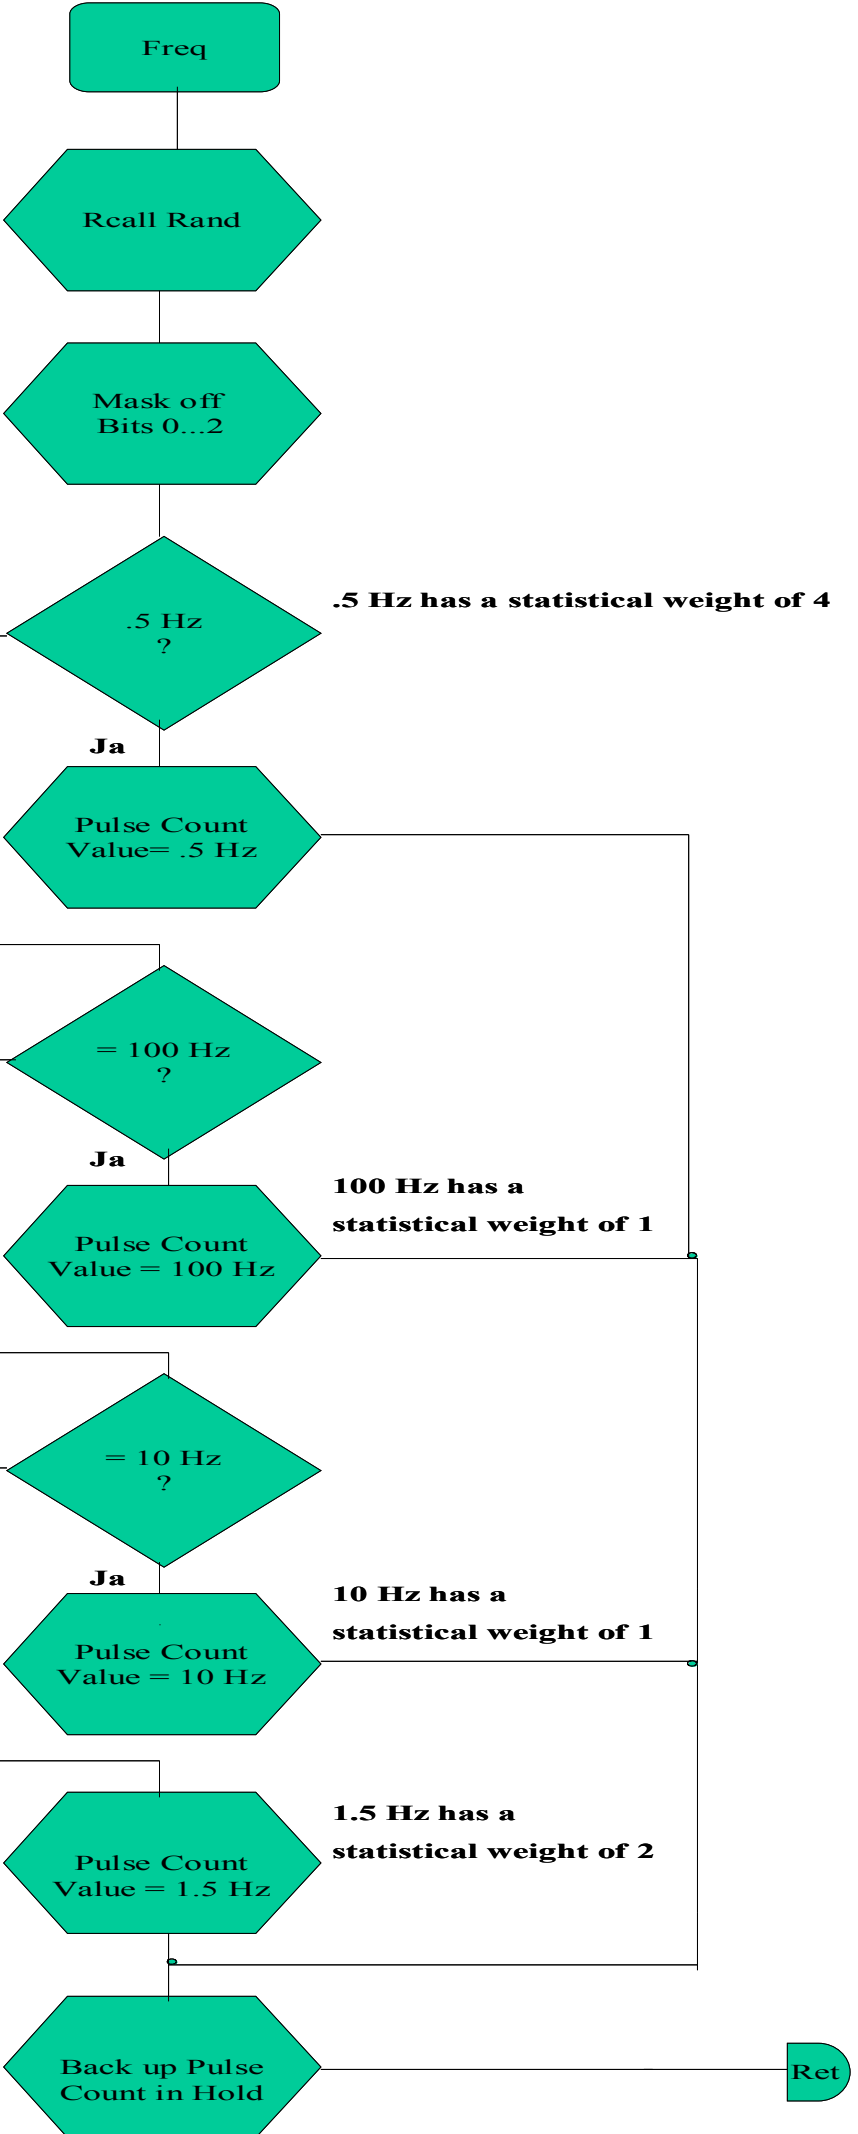 Freq
Rcall Rand
Mask off
Bits 0...2
.5 Hz
?
.5 Hz has a statistical weight of 4
Ja
Pulse Count
Value= .5 Hz
= 100 Hz
?
Ja
100 Hz has a
statistical weight of 1
Pulse Count
Value = 100 Hz
= 10 Hz
?
Ja
10 Hz has a
statistical weight of 1
Pulse Count
Value = 10 Hz
1.5 Hz has a
statistical weight of 2
Pulse Count
Value = 1.5 Hz
Back up Pulse
Count in Hold
Ret